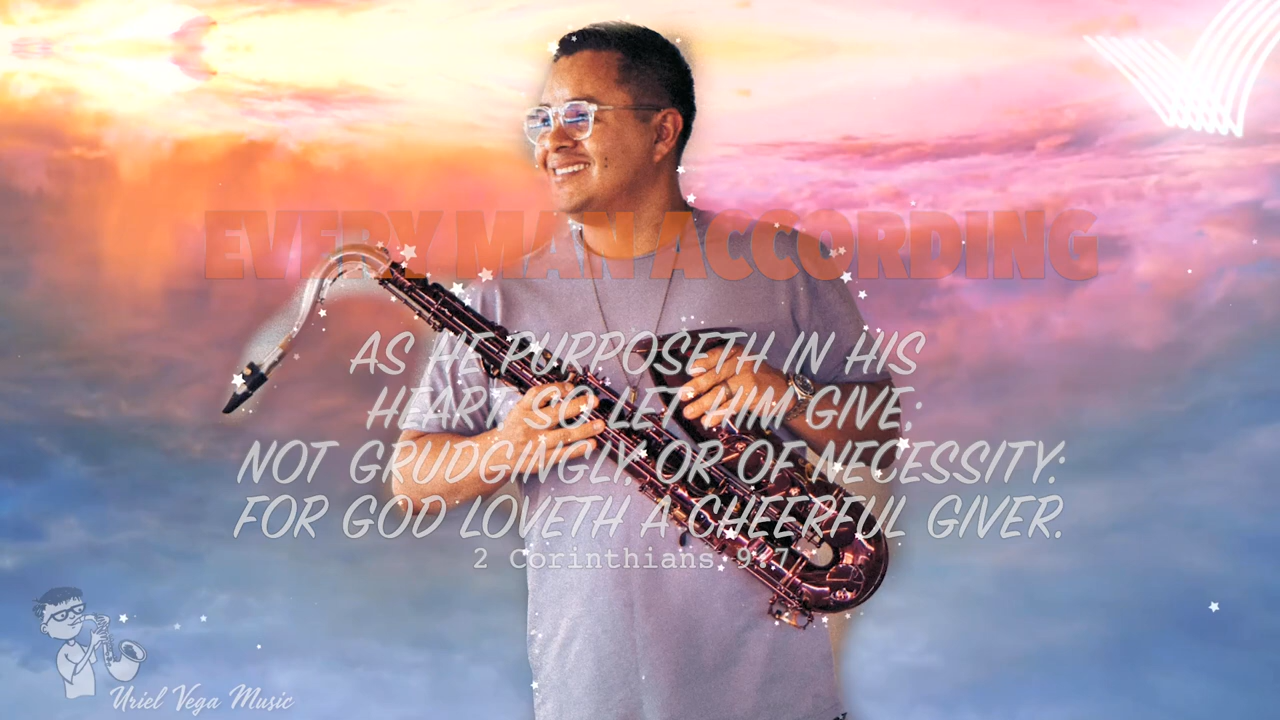 EVERY MAN ACCORDING
AS HE PURPOSETH IN HIS
HEART, SO LET HIM GIVE;
NOT GRUDGINGLY, OR OF NECESSITY:
FOR GOD LOVETH A CHEERFUL GIVER.
2 Corinthians 9:7
Uriel Vega Music